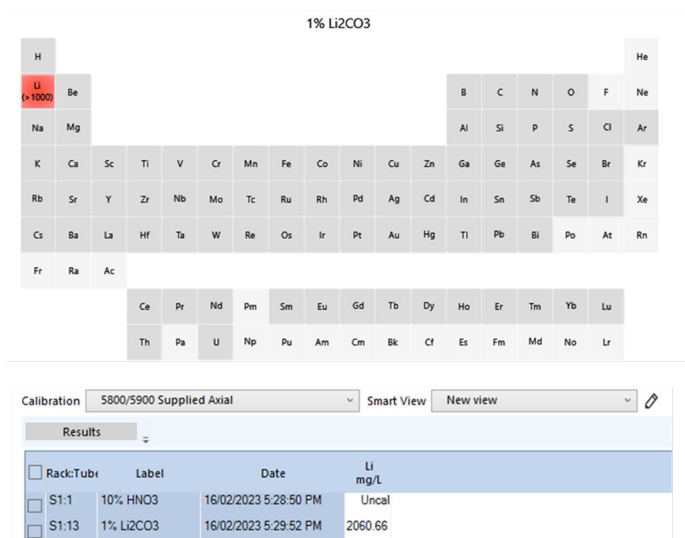 1% Li2CO3
H He
Li Be B C N O F Ne
(>1000)
Na Mg Al Si P S Cl Ar
K Ca Sc Ti V Cr Mn Fe Co Ni Cu Zn Ga Ge As Se Br Kr
Rb Sr Y Zr Nb Mo Tc Ru Rh Pd Ag Cd In Sn Sb Te I Xe
Cs Ba La Hf Ta W Re Os Ir Pt Au Hg Tl Pb Bi Po At Rn
Fr Ra Ac
Ce Pr Nd Pm Sm Eu Gd Tb Dy Ho Er Tm Yb Lu
Th Pa U Np Pu Am Cm Bk Cf Es Fm Md No Lr
Calibration 5800/5900 Supplied Axial Smart View New view
Results
Rack:Tube Label Date Li
mg/L
S1:1 10% HNO3 16/02/2023 5:28:50 PM Uncal
S1:13 1% Li2CO3 16/02/2023 5:29:52 PM 2060.66